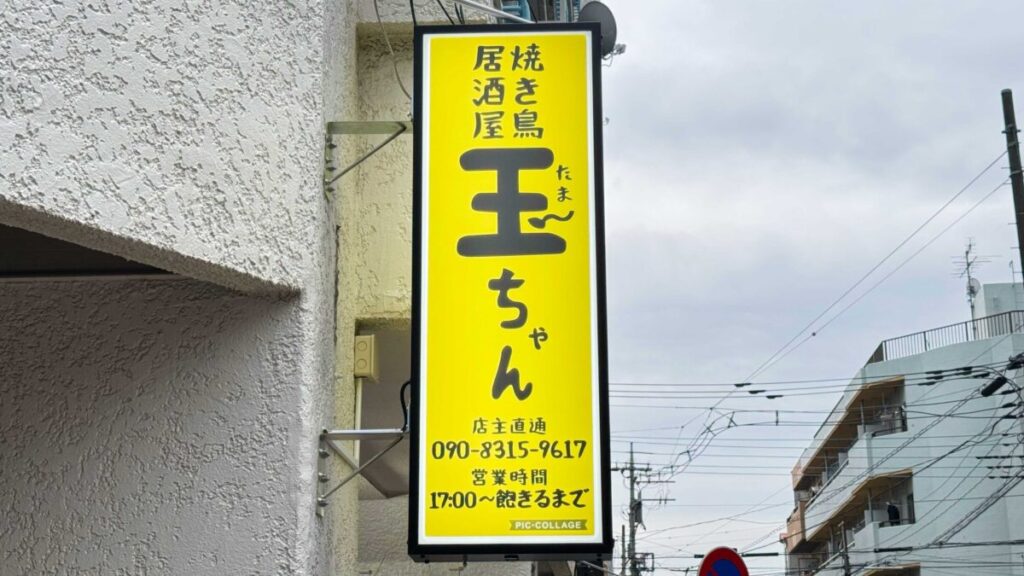 焼き鳥
居酒屋
玉ちゃん
たま〜
店主直通
090-8315-9617
営業時間
17:00〜飽きるまで
PIC•COLLAGE